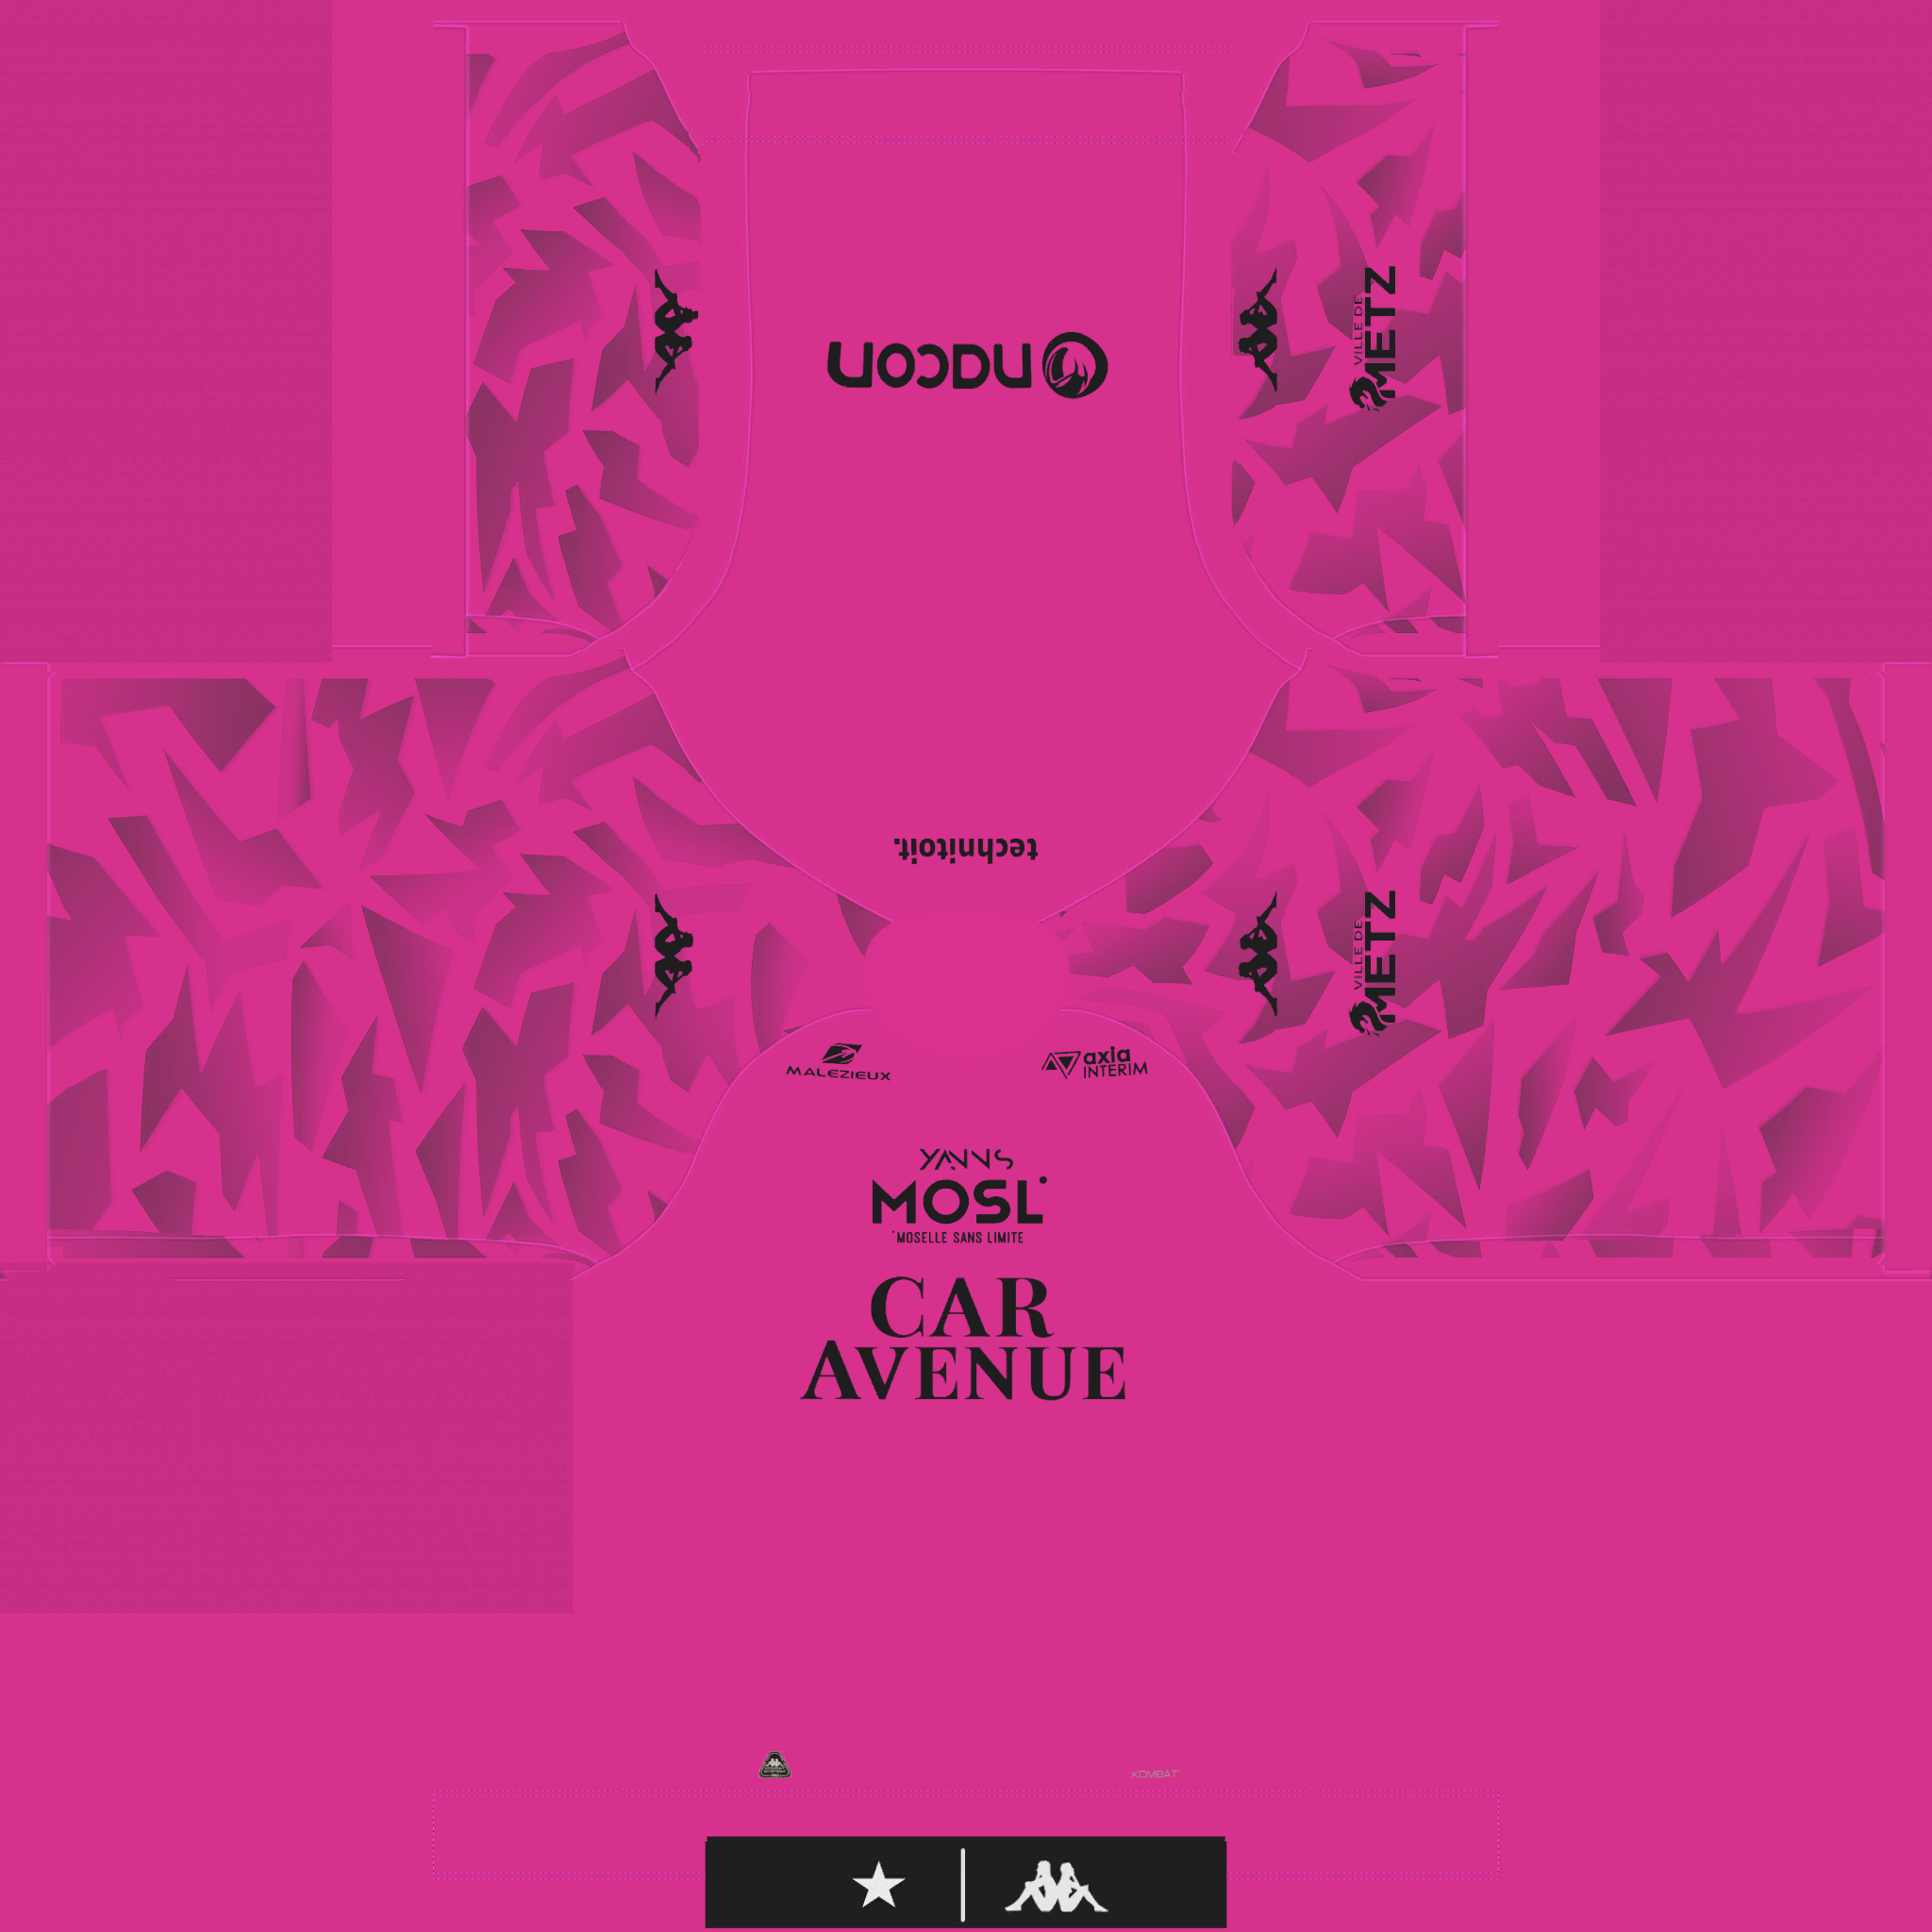 nacon
VILLE DE
METZ
technitoit.
VILLE DE
METZ
MALEZIEUX
axia
INTERIM
YANNS
MOSL°
°MOSELLE SANS LIMITE
CAR
AVENUE
KOMBAT